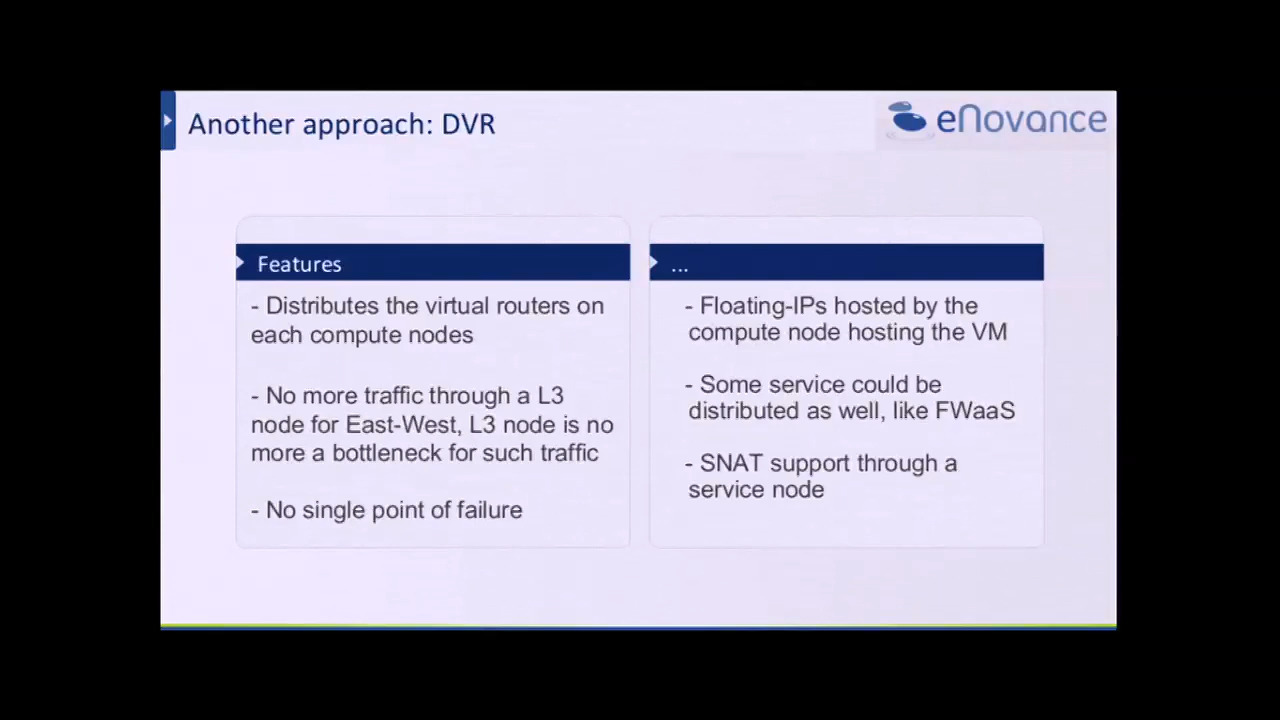 Another approach: DVR
eNovance
Features
- Distributes the virtual routers on
each compute nodes
- No more traffic through a L3
node for East-West, L3 node is no
more a bottleneck for such traffic
- No single point of failure
...
- Floating-IPs hosted by the
compute node hosting the VM
- Some service could be
distributed as well, like FWaaS
- SNAT support through a
service node